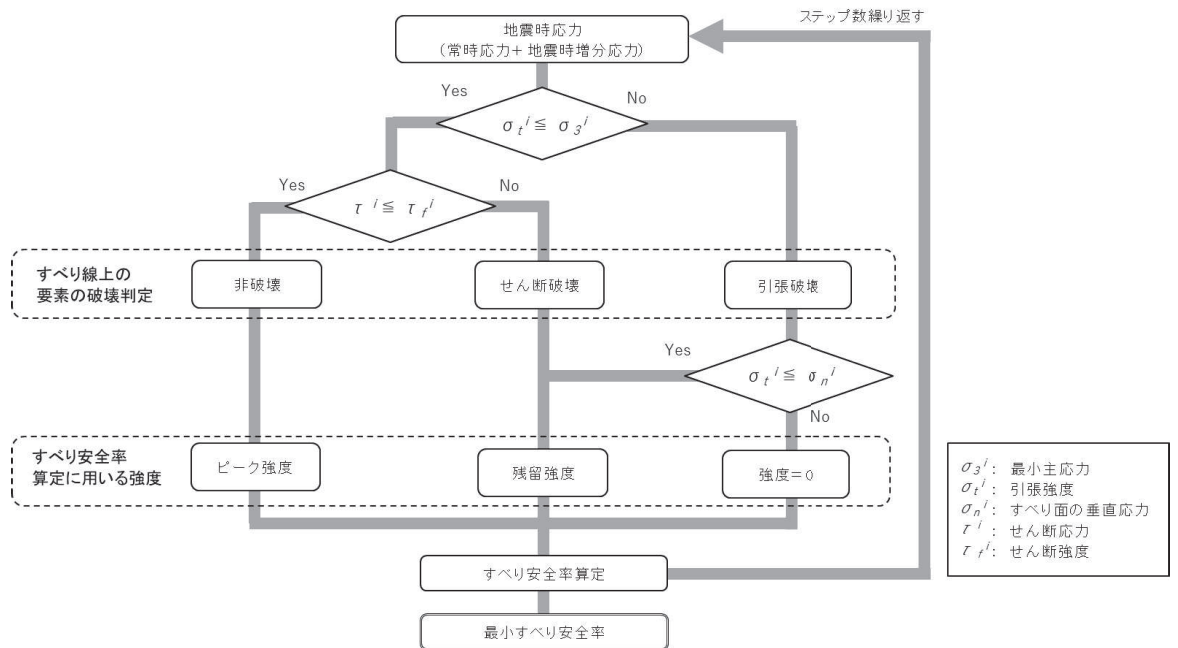 ステップ数繰り返す
地震時応力
(常時応力+地震時増分応力)
Yes
No
σt^i ≦ σ3^i
Yes
No
τ^i ≦ τf^i
すべり線上の
要素の破壊判定
非破壊
せん断破壊
引張破壊
Yes
σt^i ≦ σn^i
No
すべり安全率
算定に用いる強度
ピーク強度
残留強度
強度=0
σ3^i: 最小主応力
σt^i: 引張強度
σn^i: すべり面の垂直応力
τ^i: せん断応力
τf^i: せん断強度
すべり安全率算定
最小すべり安全率